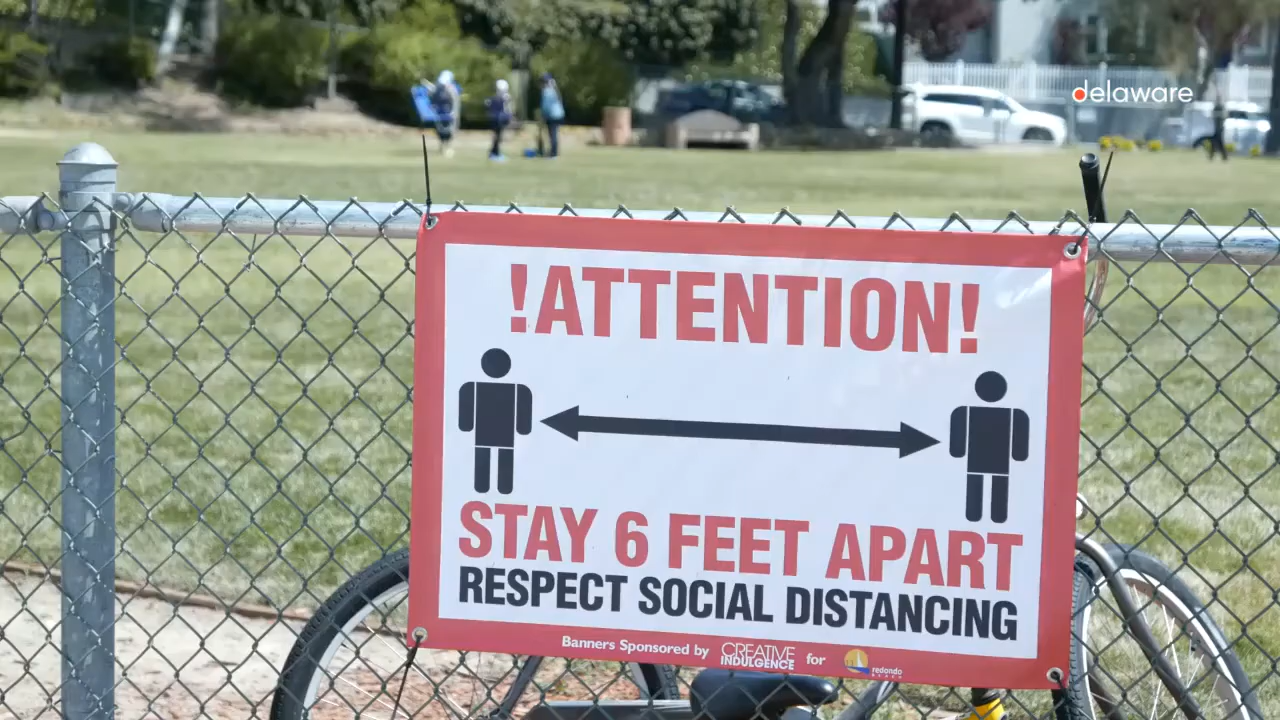 delaware
!ATTENTION!
STAY 6 FEET APART
RESPECT SOCIAL DISTANCING
Banners Sponsored by CREATIVE INDULGENCE for redondo